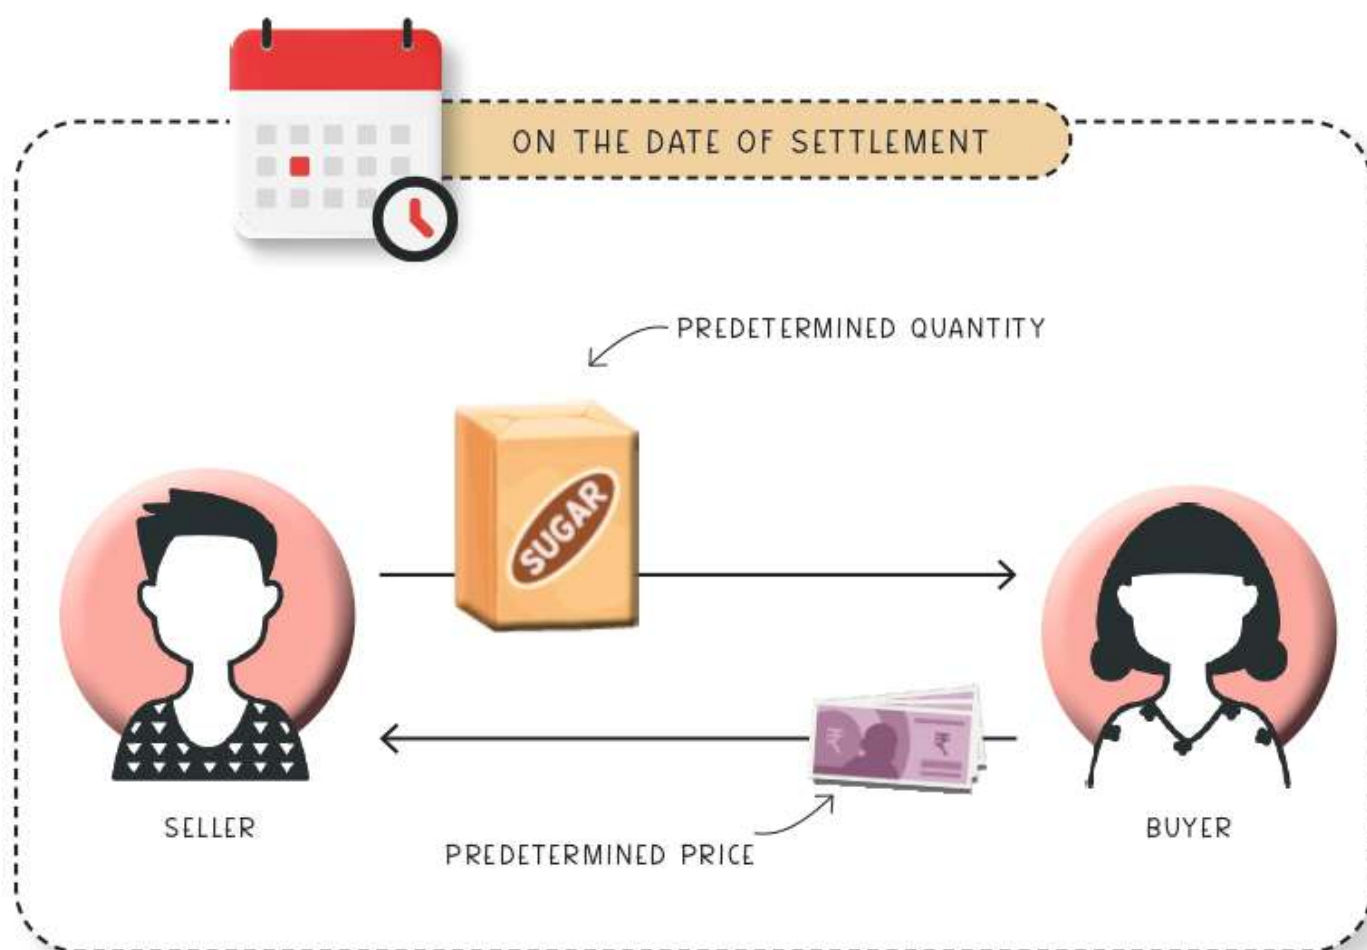 ON THE DATE OF SETTLEMENT
PREDETERMINED QUANTITY
SUGAR
SELLER
BUYER
PREDETERMINED PRICE